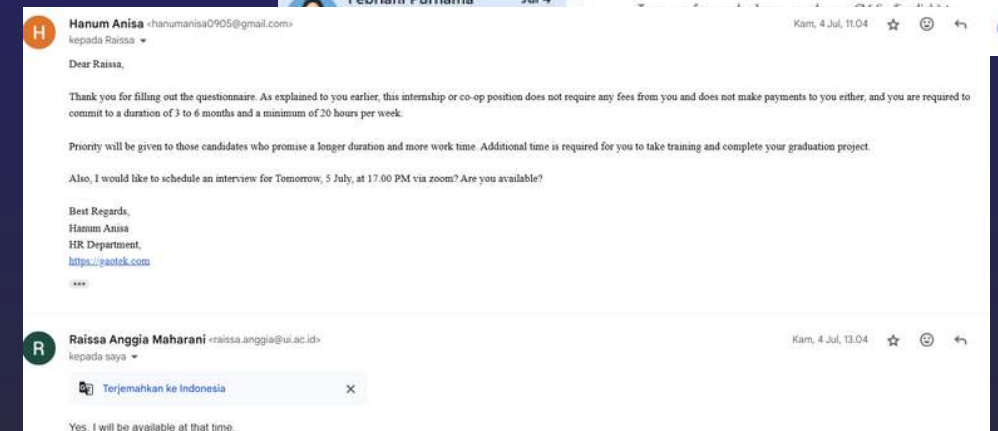 Febriani Purnama Jul 4
Hanum Anisa <hanumanisa0905@gmail.com> Kam, 4 Jul, 11.04
kepada Raissa
Dear Raissa,
Thank you for filling out the questionnaire. As explained to you earlier, this internship or co-op position does not require any fees from you and does not make payments to you either, and you are required to
commit to a duration of 3 to 6 months and a minimum of 20 hours per week.
Priority will be given to those candidates who promise a longer duration and more work time. Additional time is required for you to take training and complete your graduation project.
Also, I would like to schedule an interview for Tomorrow, 5 July, at 17.00 PM via zoom? Are you available?
Best Regards,
Hanum Anisa
HR Department,
https://gaotek.com
R
Raissa Anggia Maharani <raissa.anggia@ui.ac.id> Kam, 4 Jul, 13.04
kepada saya
Terjemahkan ke Indonesia
Yes, I will be available at that time.